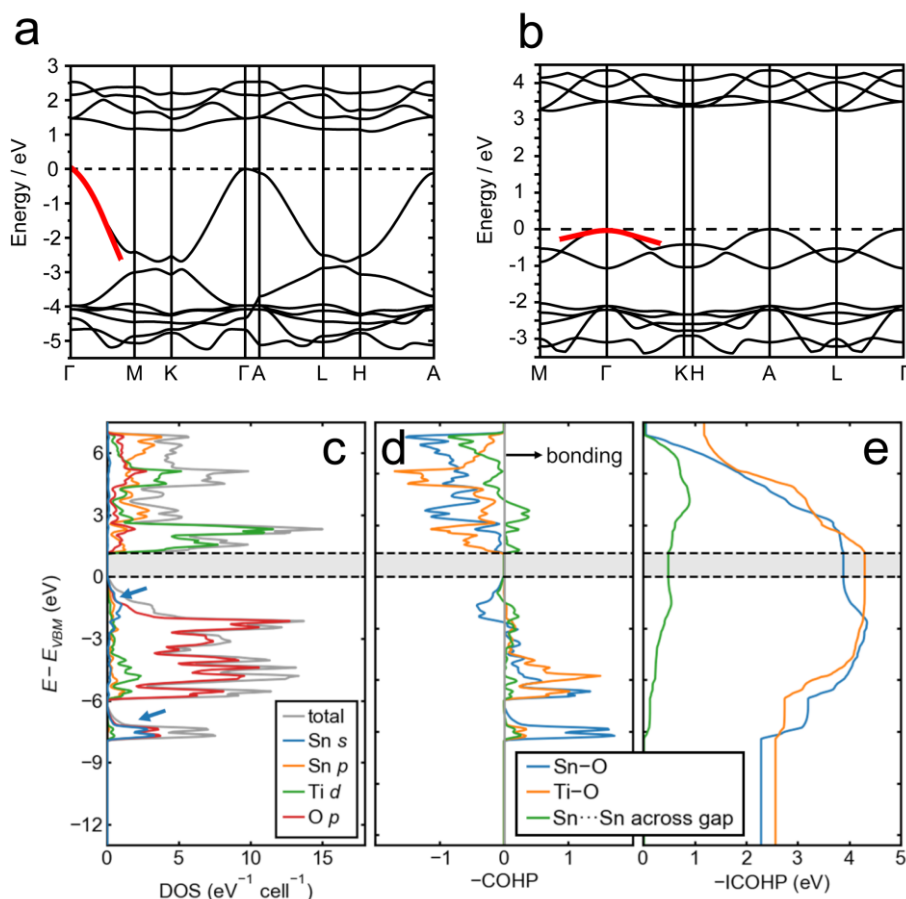 a
b
Energy / eV
3
2
1
0
-1
-2
-3
-4
-5
Γ M K Γ A L H A
Energy / eV
4
2
0
-1
-2
-3
M Γ K H A L Γ
c
d
e
bonding
E − E_VBM (eV)
6
3
0
−3
−6
−9
−12
total
Sn s
Sn p
Ti d
O p
Sn−O
Ti−O
Sn⋯Sn across gap
0 5 10 15
DOS (eV⁻¹ cell⁻¹)
−1 0 1
−COHP
0 1 2 3 4 5
−ICOHP (eV)